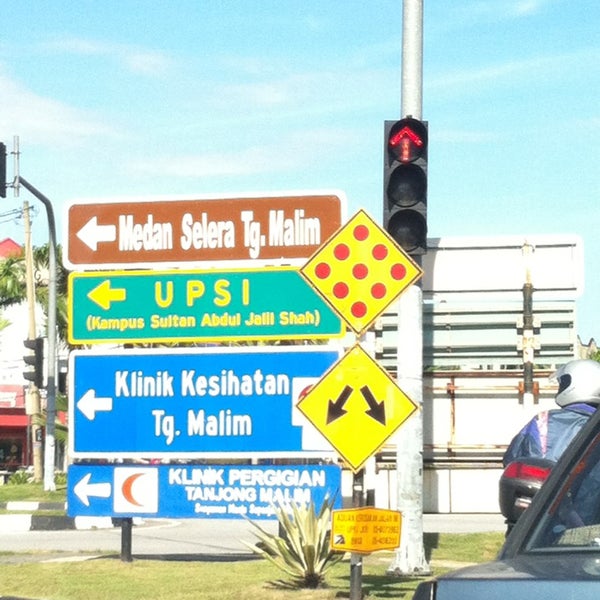 Medan Selera Tg. Malim
UPSI
(Kampus Sultan Abdul Jalil Shah)
Klinik Kesihatan
Tg. Malim
KLINIK PERGIGIAN
TANJONG MALIM